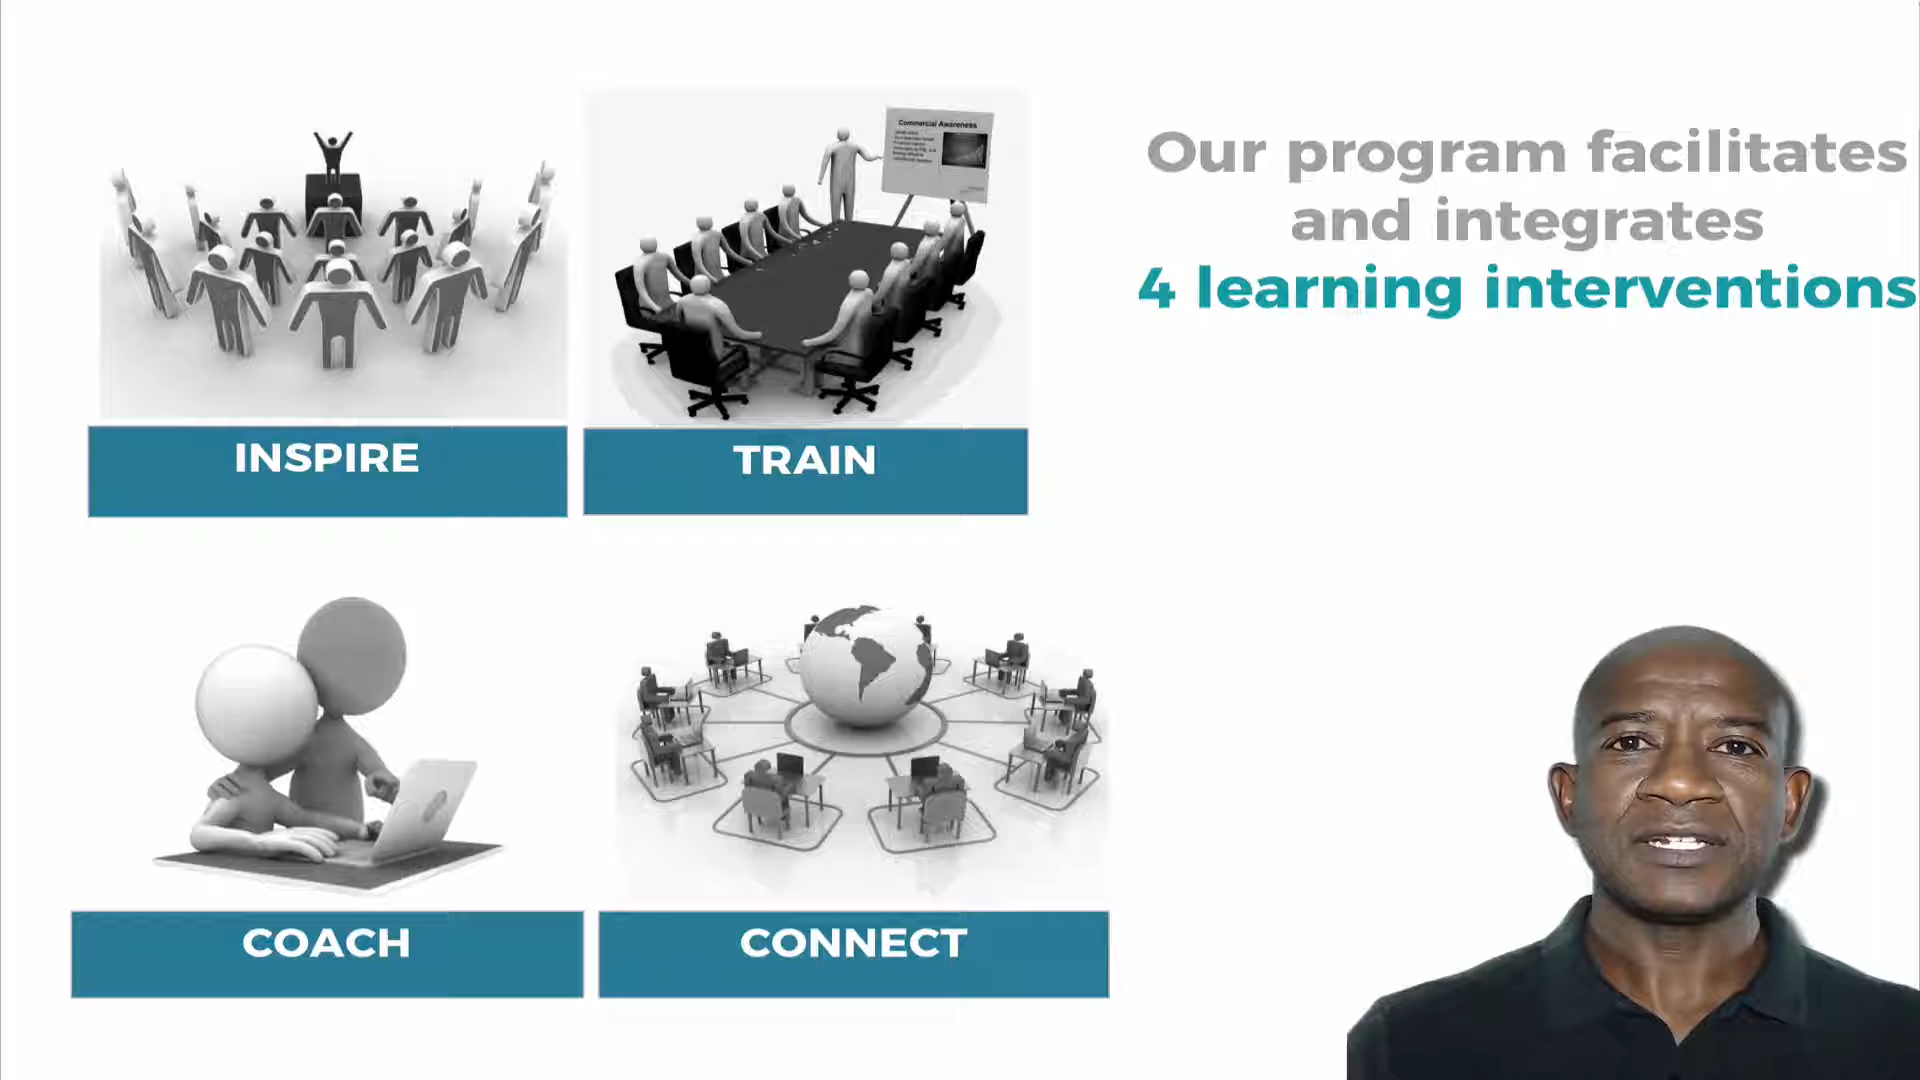 Our program facilitates
and integrates
4 learning interventions
Commercial Awareness
INSPIRE
TRAIN
COACH
CONNECT